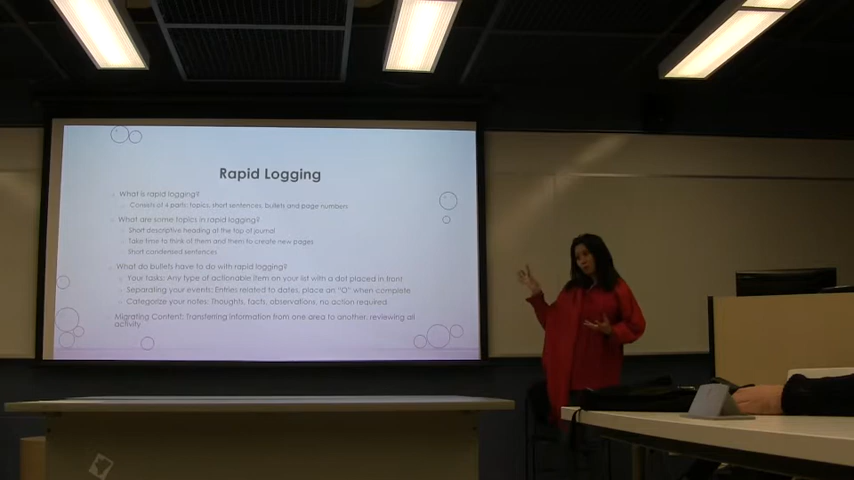 Rapid Logging
What is rapid logging?
Consists of 4 parts: topics, short sentences, bullets and page numbers
What are some topics in rapid logging?
Short descriptive heading at the top of journal
Take time to think of them and them to create new pages
Short condensed sentences
What do bullets have to do with rapid logging?
Your tasks: Any type of actionable item on your list with a dot placed in front
Separating your events: Entries related to dates, place an "O" when complete
Categorize your notes: Thoughts, facts, observations, no action required
Migrating Content: Transferring information from one area to another, reviewing all
activity